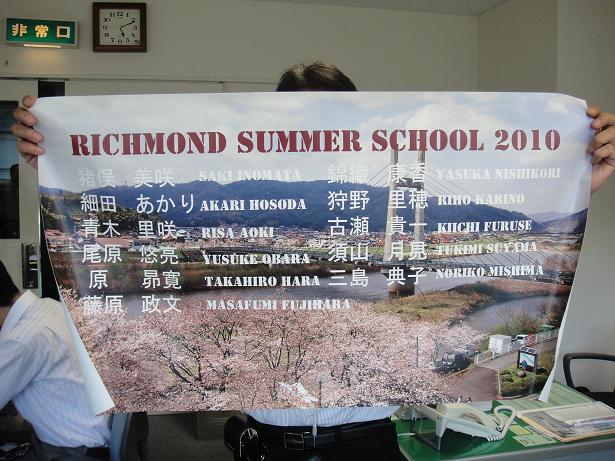 非常口
RICHMOND SUMMER SCHOOL 2010
猪俣 美咲 SAKI INOMATA
細田 あかり AKARI HOSODA
青木 里咲 RISA AOKI
尾原 悠亮 YUSUKE OBARA
原 昴寛 TAKAHIRO HARA
藤原 政文 MASAFUMI FUJIHARA
錦織 康香 YASUKA NISHIKORI
狩野 里穂 RIHO KARINO
古瀬 貴一 KIICHI FURUSE
須山 月見 TUKIMI SUYAMA
三島 典子 NORIKO MISHIMA